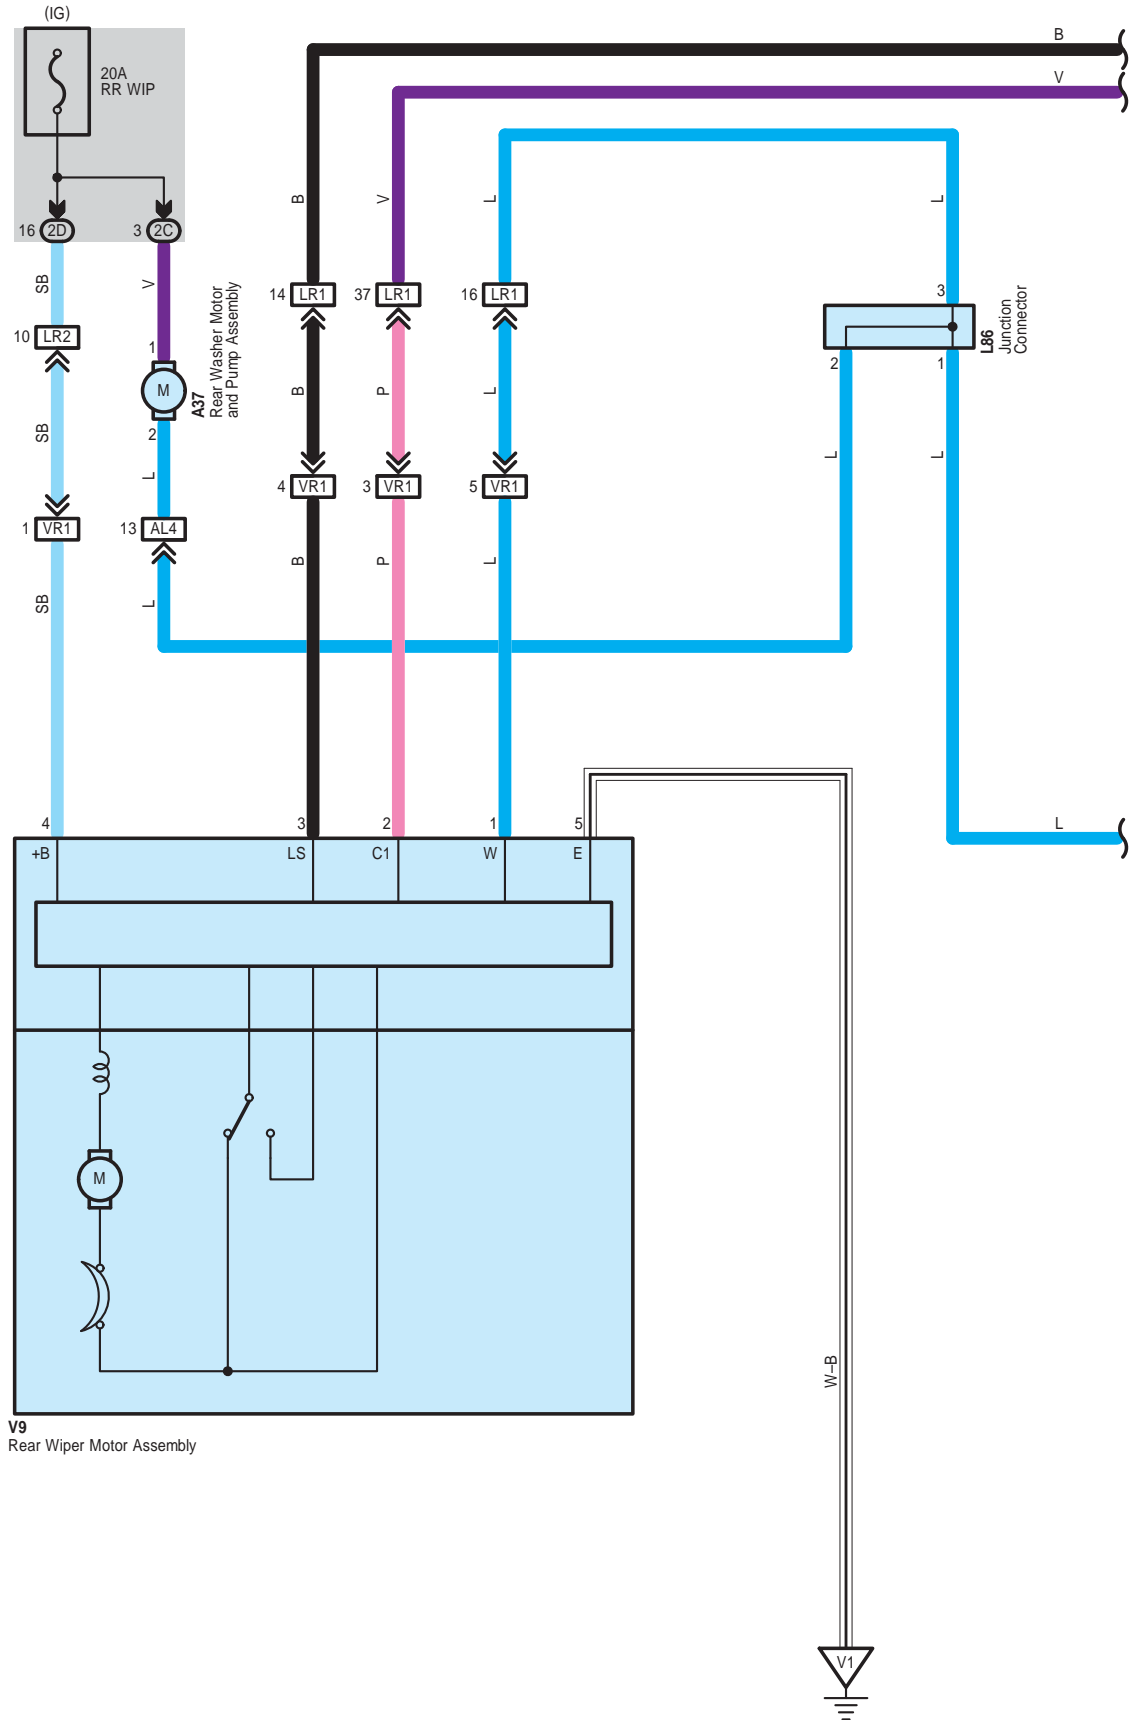 (IG)
20A
RR WIP
16 2D
3 2C
B
V
SB
V
B
V
L
L
10 LR2
1
M
2
A37
Rear Washer Motor
and Pump Assembly
14 LR1
37 LR1
16 LR1
3
2
1
L86
Junction
Connector
SB
L
B
P
L
L
L
1 VR1
13 AL4
4 VR1
3 VR1
5 VR1
SB
L
B
P
L
L
4
3
2
1
5
+B
LS
C1
W
E
M
W–B
V9
Rear Wiper Motor Assembly
V1